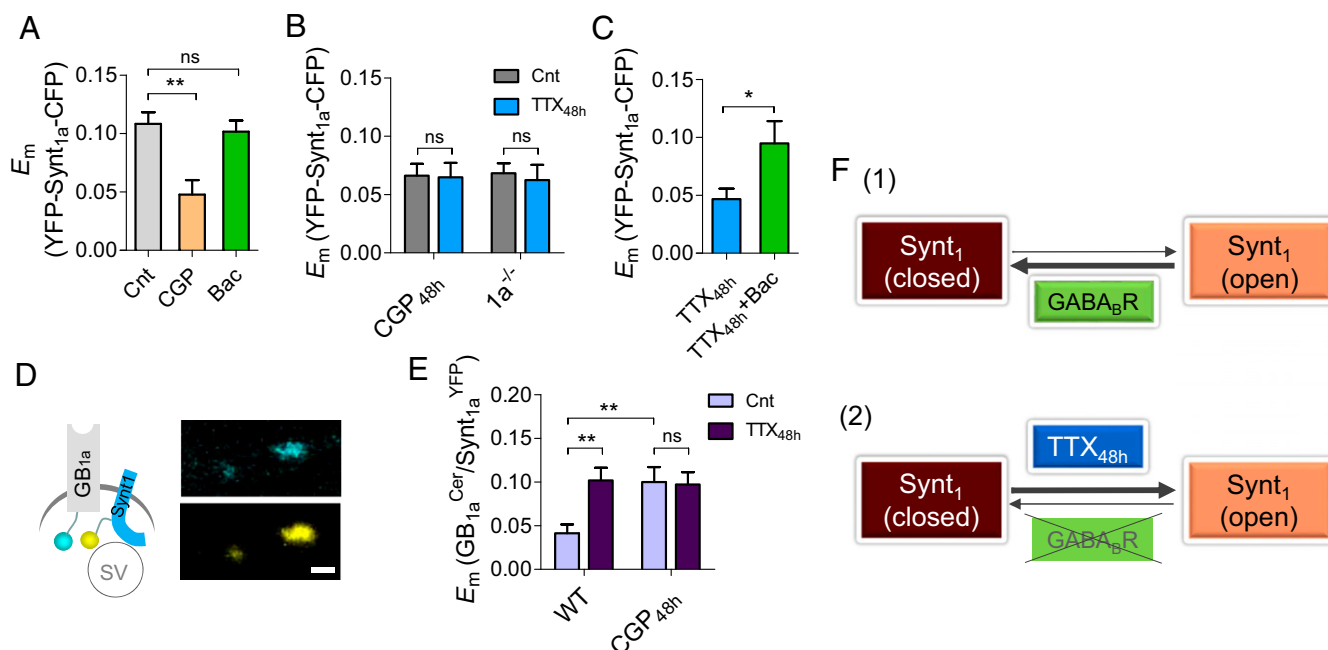 A
ns
**
0.15
0.10
0.05
0.00
Em
(YFP-Synt1a-CFP)
Cnt
CGP
Bac
B
Cnt
TTX48h
0.15
0.10
0.05
0.00
ns
ns
Em (YFP-Synt1a-CFP)
CGP 48h
1a-/-
C
*
0.15
0.10
0.05
0.00
Em (YFP-Synt1a-CFP)
TTX48h
TTX48h+Bac
D
GB1a
Synt1
SV
E
Cnt
TTX48h
0.20
0.15
0.10
0.05
0.00
**
**
ns
Em (GB1aCer/Synt1aYFP)
WT
CGP 48h
F
(1)
Synt1
(closed)
GABABR
Synt1
(open)
(2)
TTX48h
Synt1
(closed)
GABABR
Synt1
(open)